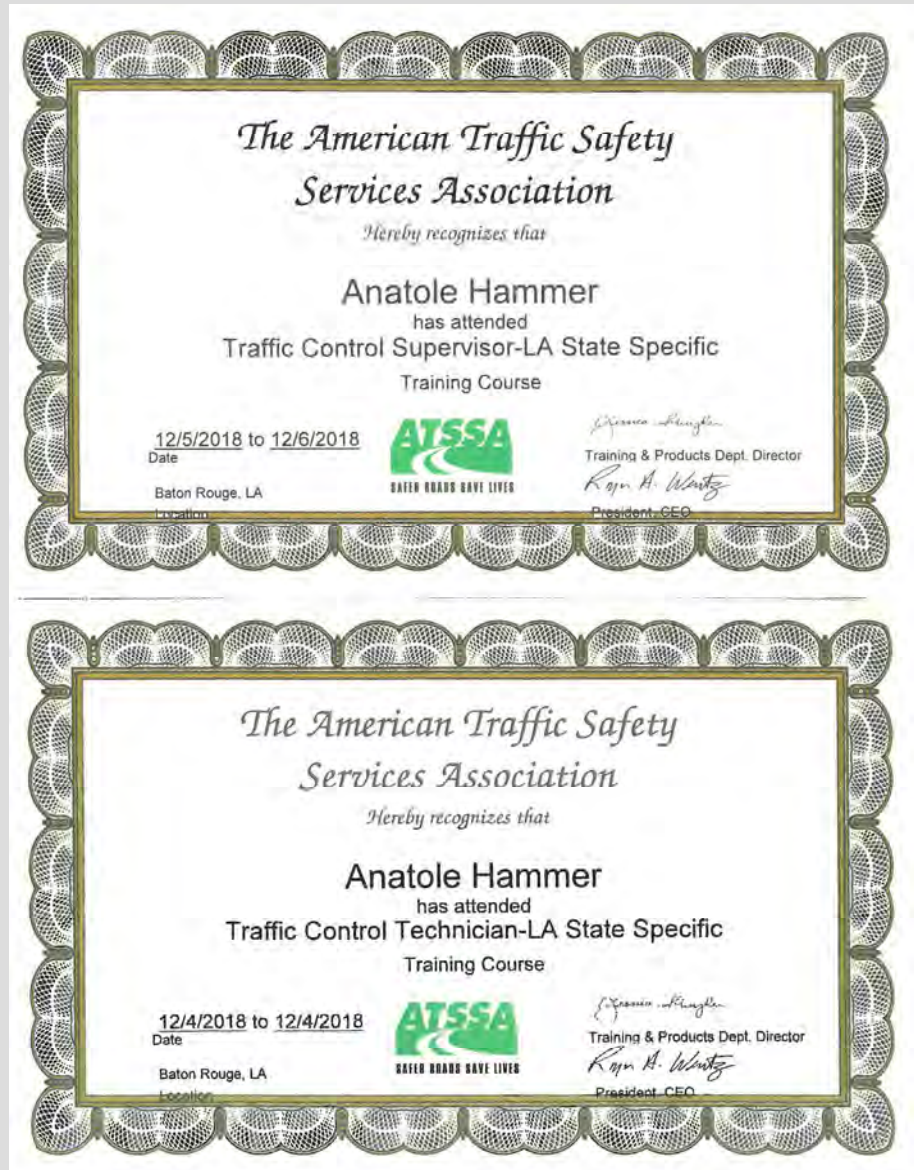 The American Traffic Safety
Services Association
Hereby recognizes that
Anatole Hammer
has attended
Traffic Control Supervisor-LA State Specific
Training Course
12/5/2018 to 12/6/2018
Date
Baton Rouge, LA
Location
ATSSA
SAFER ROADS SAVE LIVES
Training & Products Dept. Director
President, CEO
The American Traffic Safety
Services Association
Hereby recognizes that
Anatole Hammer
has attended
Traffic Control Technician-LA State Specific
Training Course
12/4/2018 to 12/4/2018
Date
Baton Rouge, LA
Location
ATSSA
SAFER ROADS SAVE LIVES
Training & Products Dept. Director
President, CEO